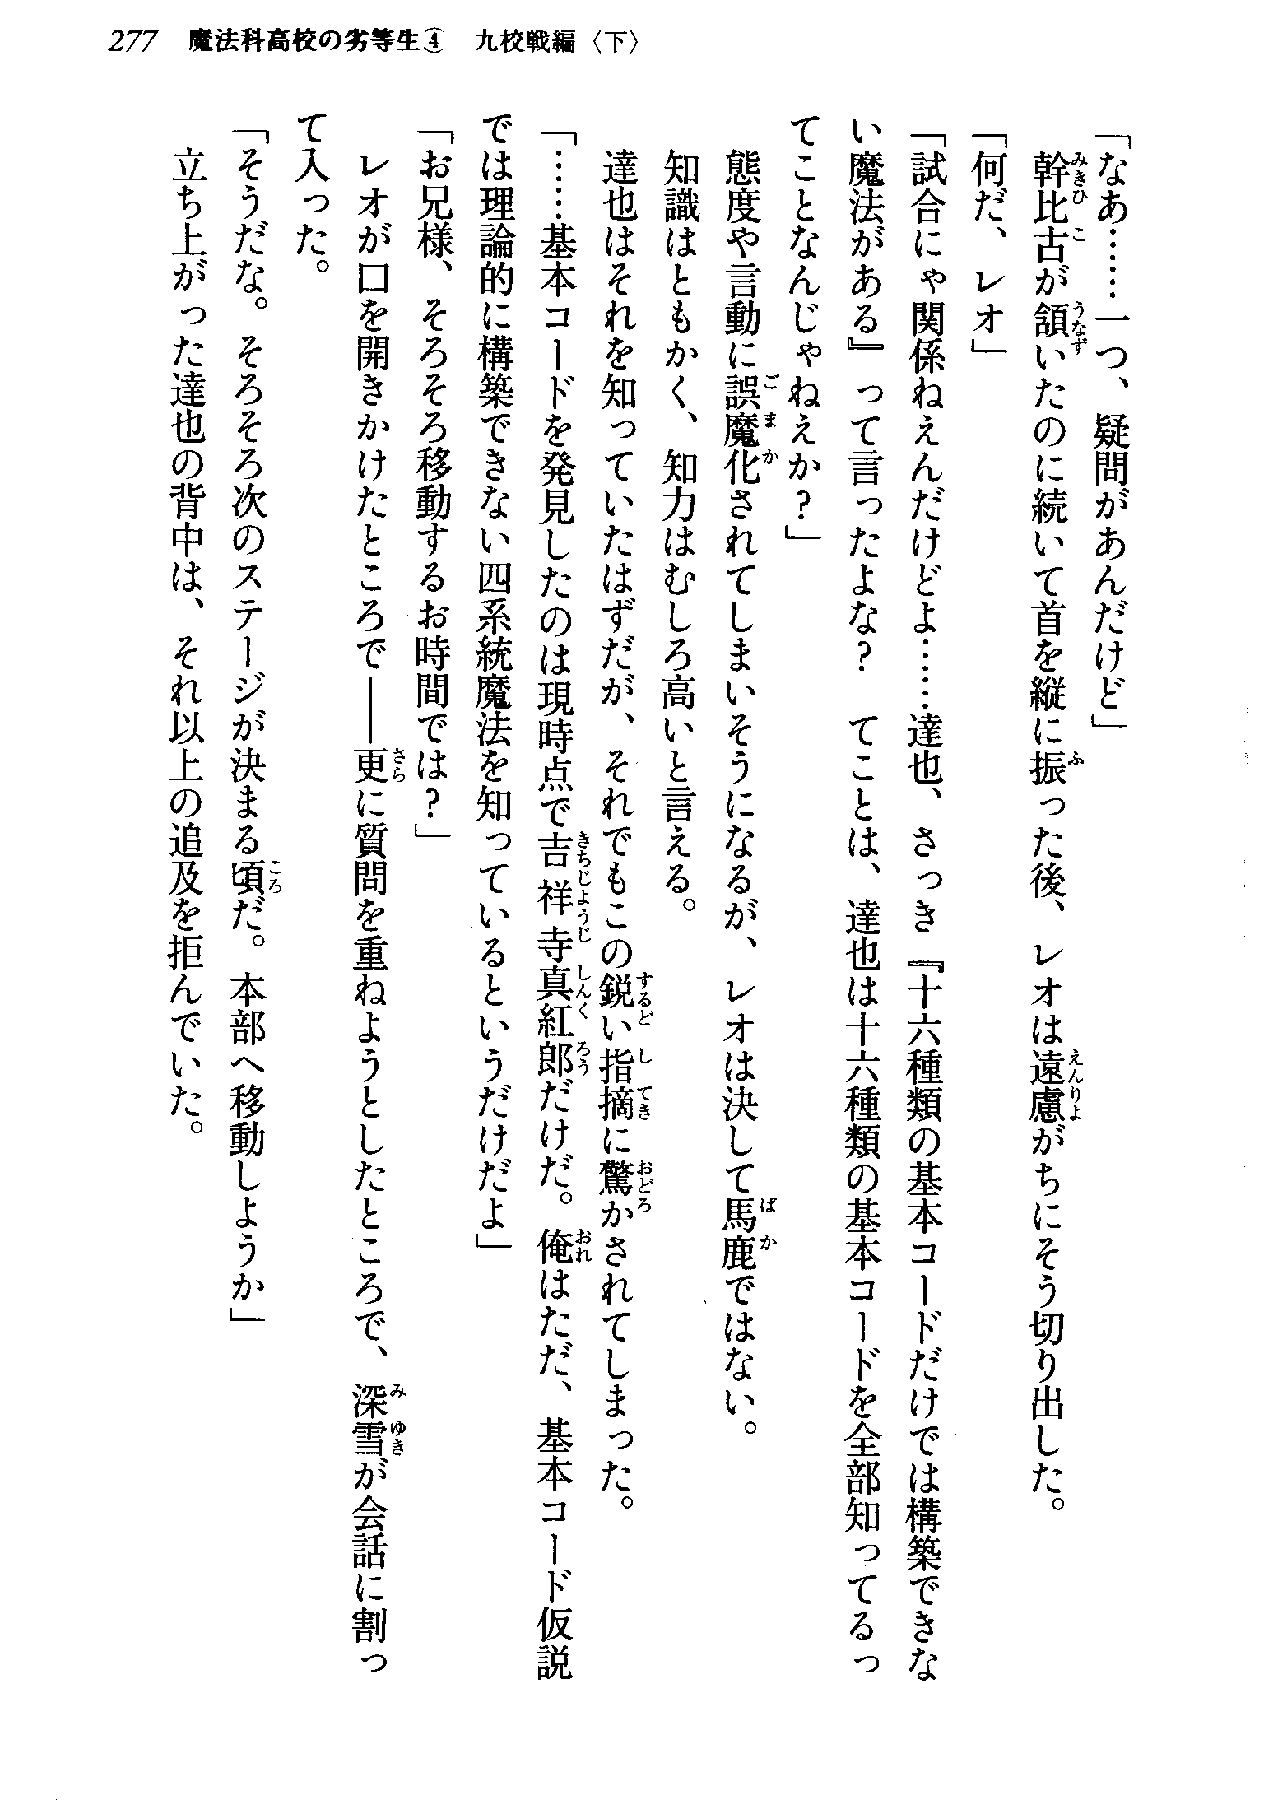 277 魔法科高校の劣等生④ 九校戦編〈下〉
「なあ……一つ、疑問があんだけど」
幹比古が頷いたのに続いて首を縦に振った後、レオは遠慮がちにそう切り出した。
「何だ、レオ」
「試合にゃ関係ねえんだけどよ……達也、さっき『十六種類の基本コードだけでは構築できな
い魔法がある』って言ったよな? てことは、達也は十六種類の基本コードを全部知ってるっ
てことなんじゃねえか?」
態度や言動に誤魔化されてしまいそうになるが、レオは決して馬鹿ではない。
知識はともかく、知力はむしろ高いと言える。
達也はそれを知っていたはずだが、それでもこの鋭い指摘に驚かされてしまった。
「……基本コードを発見したのは現時点で吉祥寺真紅郎だけだ。俺はただ、基本コード仮説
では理論的に構築できない四系統魔法を知っているというだけだよ」
「お兄様、そろそろ移動するお時間では?」
レオが口を開きかけたところで――更に質問を重ねようとしたところで、深雪が会話に割っ
て入った。
「そうだな。そろそろ次のステージが決まる頃だ。本部へ移動しようか」
立ち上がった達也の背中は、それ以上の追及を拒んでいた。